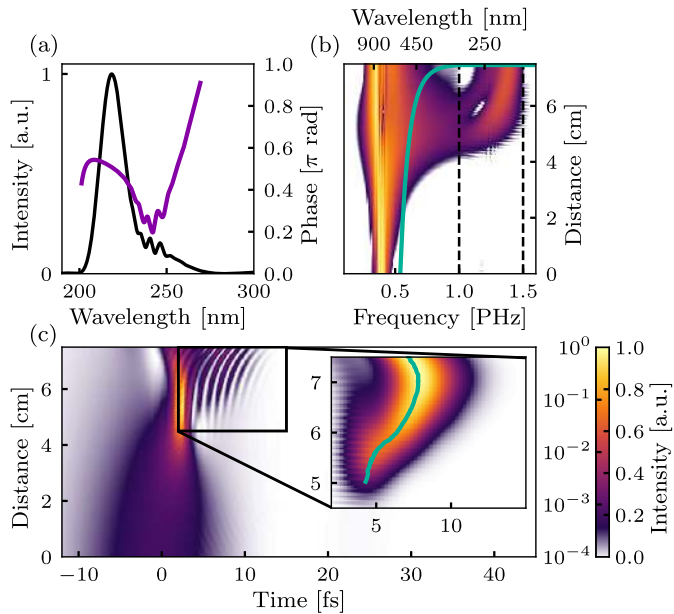 (a)
Intensity [a.u.]
1
0
200
250
300
Wavelength [nm]
1.0
0.8
0.6
0.4
0.2
0.0
Phase [π rad]
(b)
Wavelength [nm]
900 450 250
6
4
2
0
Distance [cm]
0.5 1.0 1.5
Frequency [PHz]
(c)
Distance [cm]
6
4
2
0
−10 0 10 20 30 40
Time [fs]
7
6
5
5 10
10⁰
10⁻¹
10⁻²
10⁻³
10⁻⁴
1.0
0.8
0.6
0.4
0.2
0.0
Intensity [a.u.]